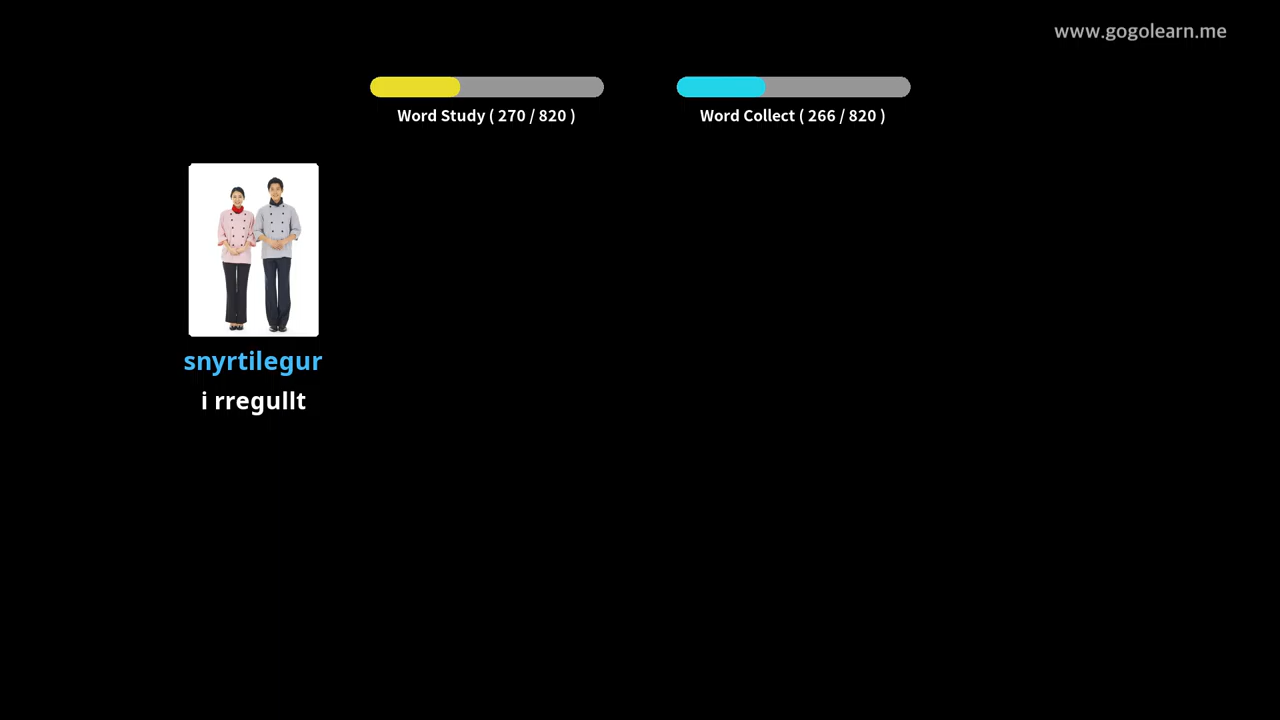 www.gogolearn.me
Word Study ( 270 / 820 )
Word Collect ( 266 / 820 )
snyrtilegur
i rregullt